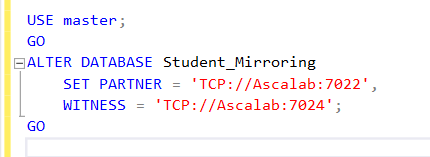 USE master;
GO
ALTER DATABASE Student_Mirroring
SET PARTNER = 'TCP://Ascalab:7022',
WITNESS = 'TCP://Ascalab:7024';
GO